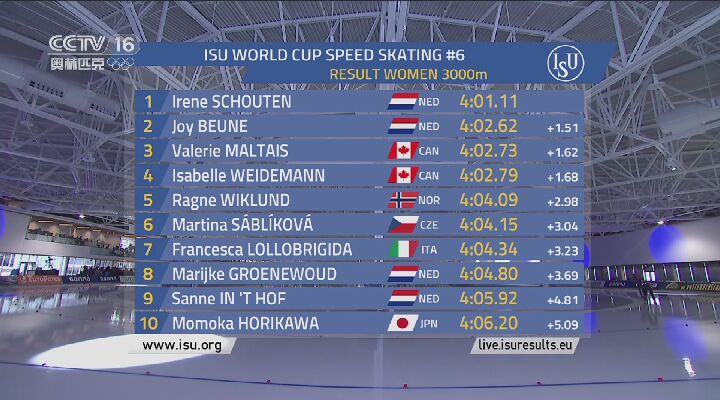 CCTV 16
奥林匹克
ISU WORLD CUP SPEED SKATING #6
ISU
RESULT WOMEN 3000m
1 Irene SCHOUTEN NED 4:01.11
2 Joy BEUNE NED 4:02.62 +1.51
3 Valerie MALTAIS CAN 4:02.73 +1.62
4 Isabelle WEIDEMANN CAN 4:02.79 +1.68
5 Ragne WIKLUND NOR 4:04.09 +2.98
6 Martina SÁBLÍKOVÁ CZE 4:04.15 +3.04
7 Francesca LOLLOBRIGIDA ITA 4:04.34 +3.23
8 Marijke GROENEWOUD NED 4:04.80 +3.69
9 Sanne IN 'T HOF NED 4:05.92 +4.81
10 Momoka HORIKAWA JPN 4:06.20 +5.09
www.isu.org live.isuresults.eu